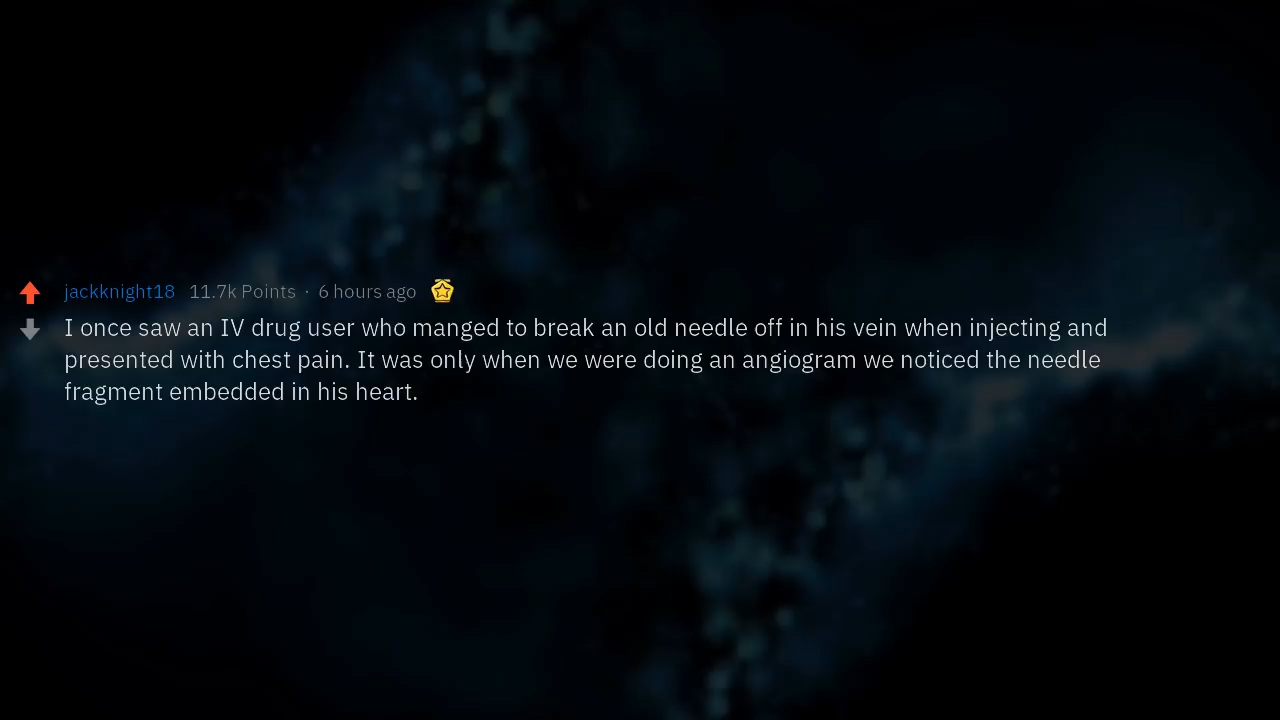 jackknight18 11.7k Points · 6 hours ago
I once saw an IV drug user who manged to break an old needle off in his vein when injecting and
presented with chest pain. It was only when we were doing an angiogram we noticed the needle
fragment embedded in his heart.